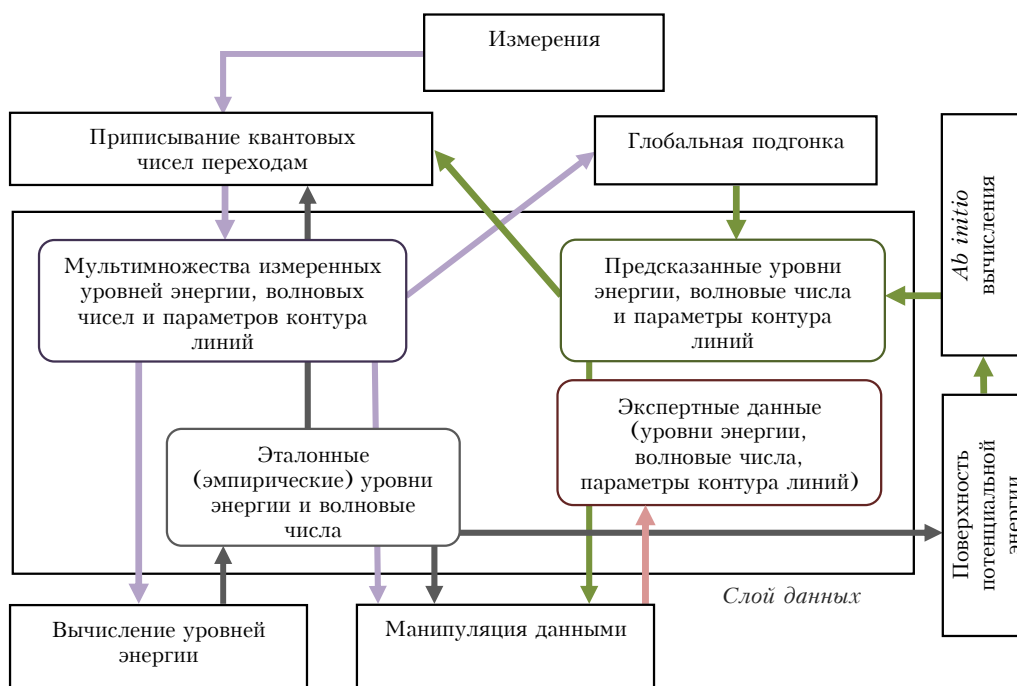 Измерения
Приписывание квантовых
чисел переходам
Глобальная подгонка
Ab initio
вычисления
Мультимножества измеренных
уровней энергии, волновых
чисел и параметров контура
линий
Предсказанные уровни
энергии, волновые числа
и параметры контура
линий
Экспертные данные
(уровни энергии,
волновые числа,
параметры контура линий)
Эталонные
(эмпирические) уровни
энергии и волновые
числа
Поверхность
потенциальной
энергии
Слой данных
Вычисление уровней
энергии
Манипуляция данными